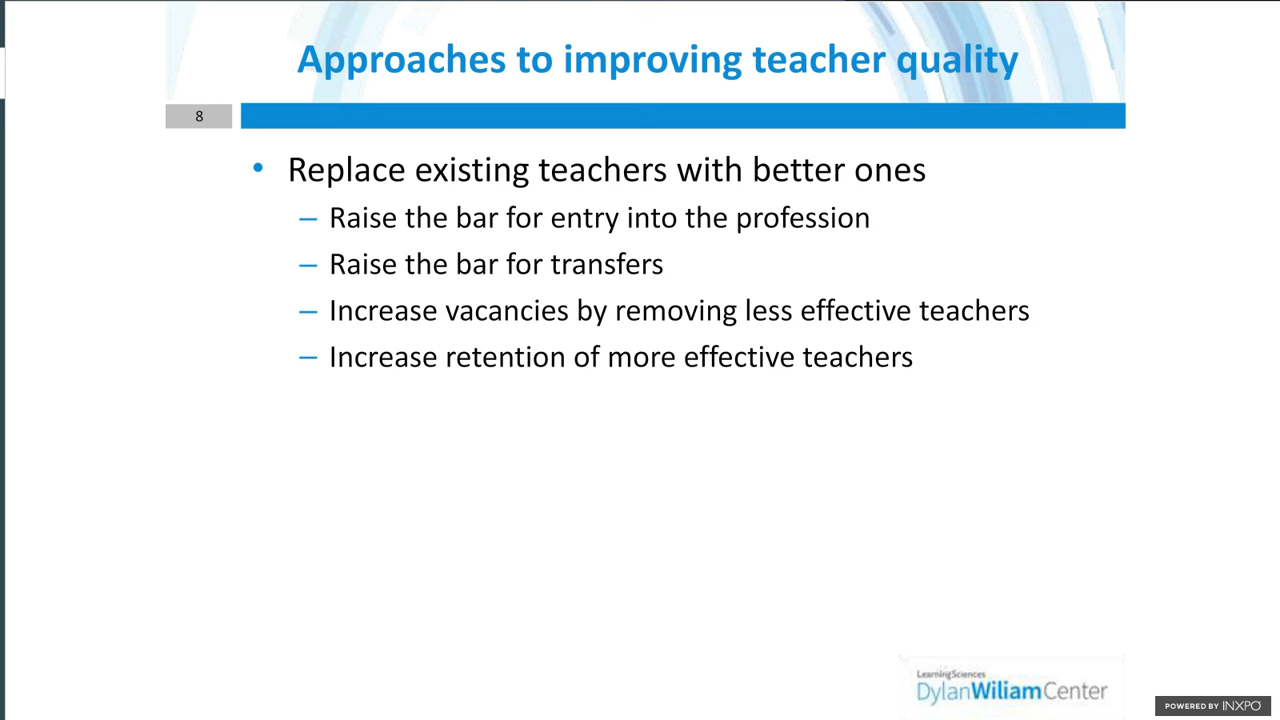 Approaches to improving teacher quality
8
• Replace existing teachers with better ones
– Raise the bar for entry into the profession
– Raise the bar for transfers
– Increase vacancies by removing less effective teachers
– Increase retention of more effective teachers
LearningSciences
DylanWiliamCenter
POWERED BY INXPO